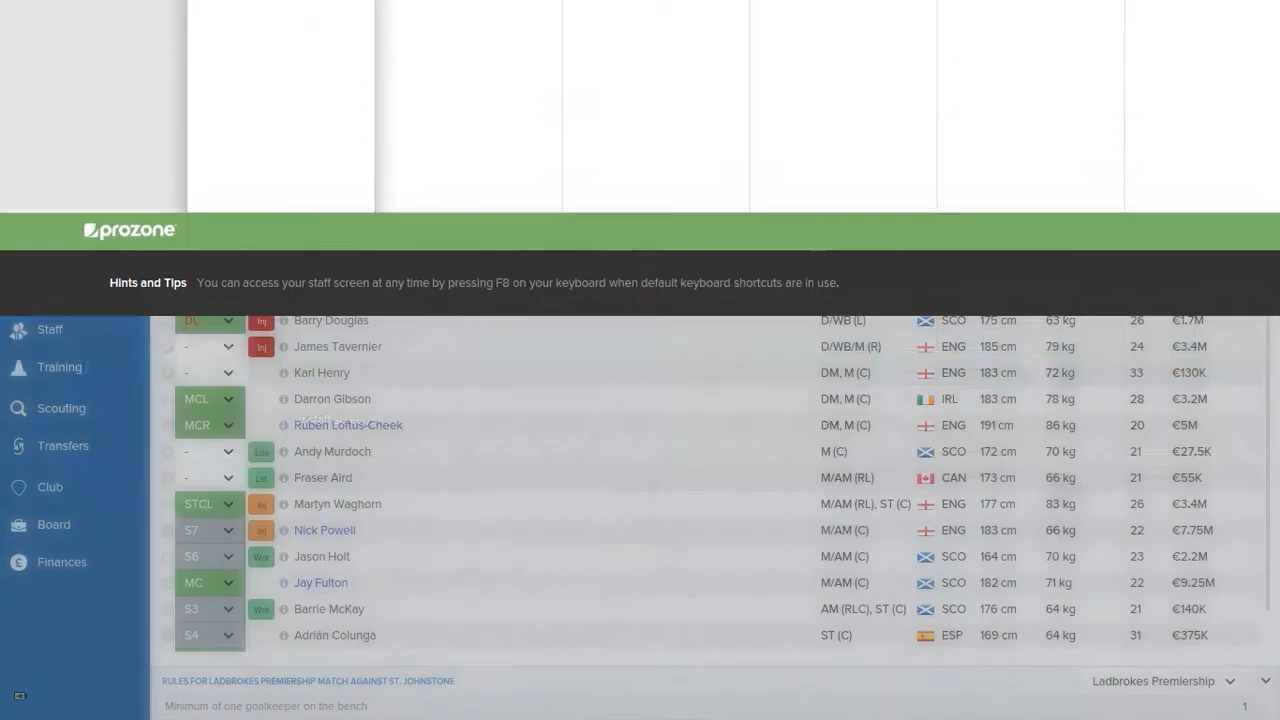 prozone
Hints and Tips You can access your staff screen at any time by pressing F8 on your keyboard when default keyboard shortcuts are in use.
Staff
Training
Scouting
Transfers
Club
Board
Finances
DL Inj Barry Douglas D/WB (L) SCO 175 cm 63 kg 26 €1.7M
- Inj James Tavernier D/WB/M (R) ENG 185 cm 79 kg 24 €3.4M
- Karl Henry DM, M (C) ENG 183 cm 72 kg 33 €130K
MCL Darron Gibson DM, M (C) IRL 183 cm 78 kg 28 €3.2M
MCR Ruben Loftus-Cheek DM, M (C) ENG 191 cm 86 kg 20 €5M
- Loa Andy Murdoch M (C) SCO 172 cm 70 kg 21 €27.5K
- Lst Fraser Aird M/AM (RL) CAN 173 cm 66 kg 21 €55K
STCL Inj Martyn Waghorn M/AM (RL), ST (C) ENG 177 cm 83 kg 26 €3.4M
S7 Inj Nick Powell M/AM (C) ENG 183 cm 66 kg 22 €7.75M
S6 Wnt Jason Holt M/AM (C) SCO 164 cm 70 kg 23 €2.2M
MC Jay Fulton M/AM (C) SCO 182 cm 71 kg 22 €9.25M
S3 Wnt Barrie McKay AM (RLC), ST (C) SCO 176 cm 64 kg 21 €140K
S4 Adrián Colunga ST (C) ESP 169 cm 64 kg 31 €375K
RULES FOR LADBROKES PREMIERSHIP MATCH AGAINST ST. JOHNSTONE Ladbrokes Premiership
Minimum of one goalkeeper on the bench 1